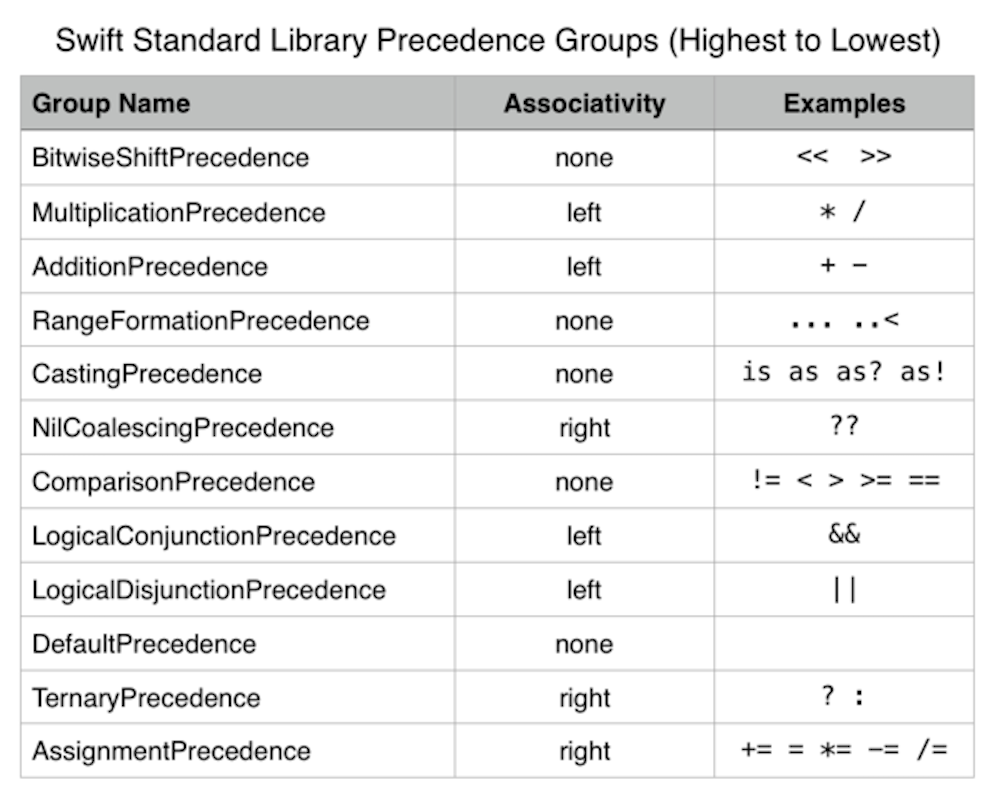 Swift Standard Library Precedence Groups (Highest to Lowest)
Group Name Associativity Examples
BitwiseShiftPrecedence none << >>
MultiplicationPrecedence left * /
AdditionPrecedence left + −
RangeFormationPrecedence none ... ..<
CastingPrecedence none is as as? as!
NilCoalescingPrecedence right ??
ComparisonPrecedence none != < > >= ==
LogicalConjunctionPrecedence left &&
LogicalDisjunctionPrecedence left ||
DefaultPrecedence none
TernaryPrecedence right ? :
AssignmentPrecedence right += = *= −= /=